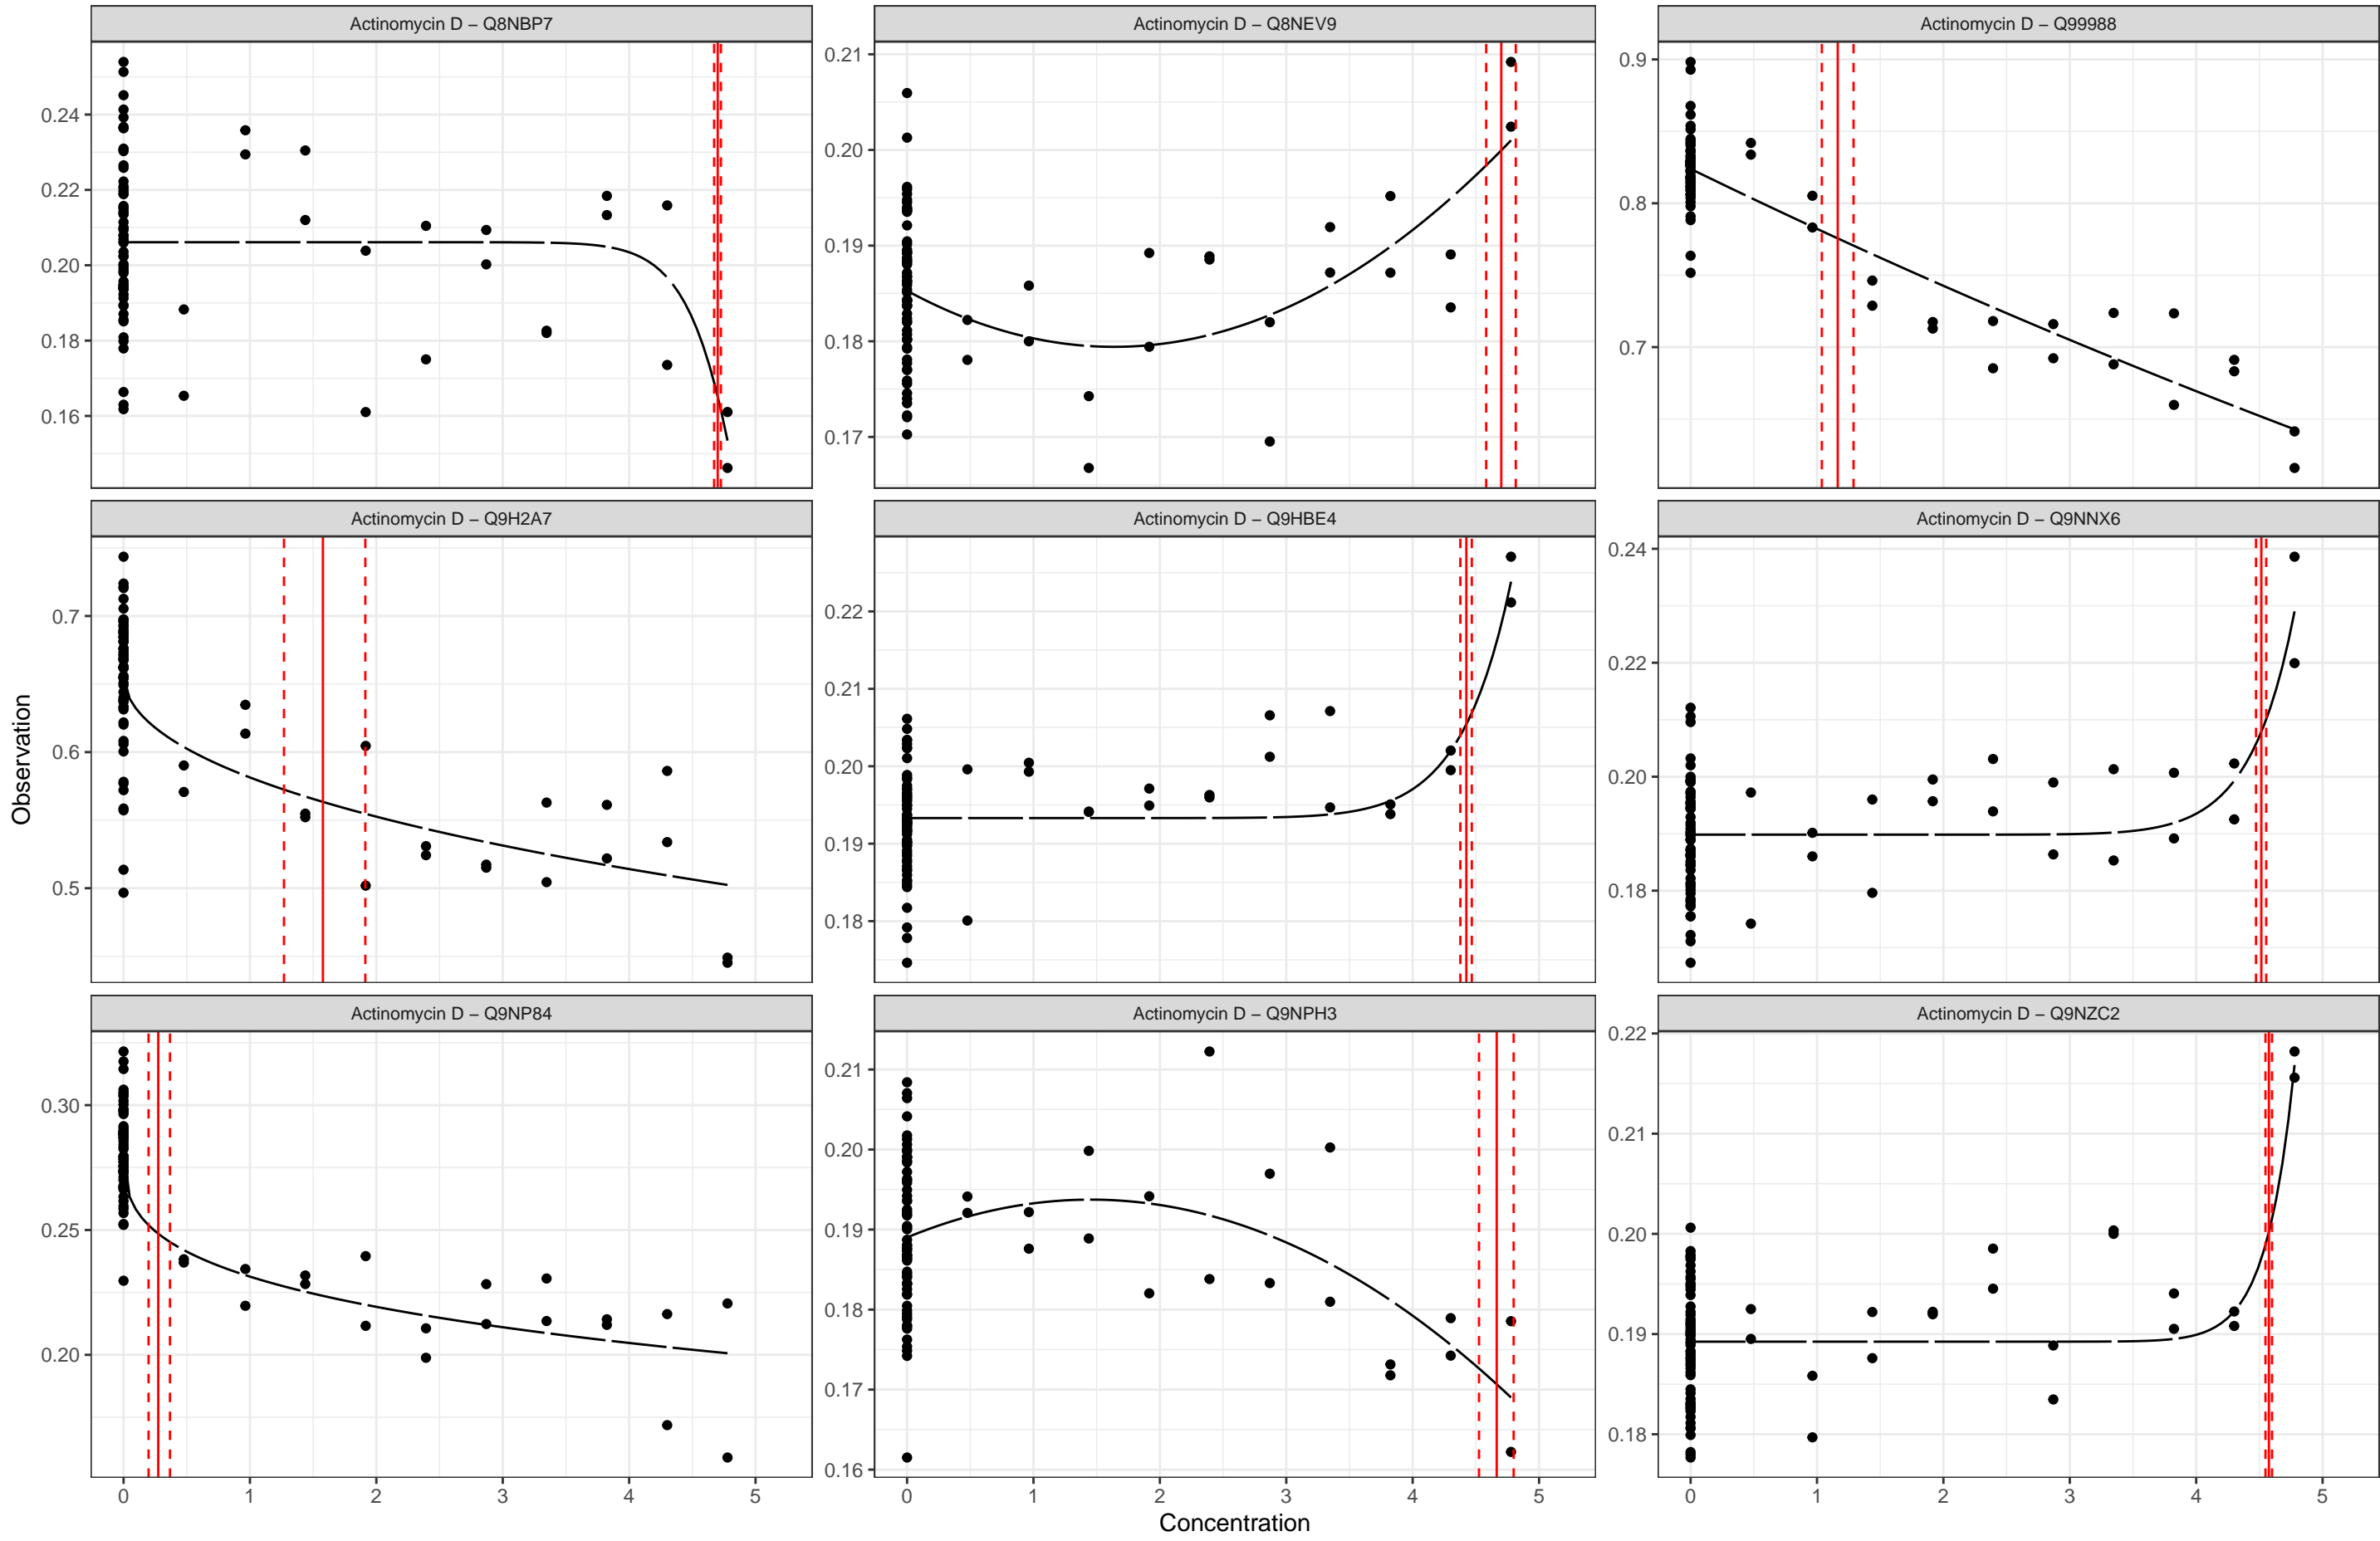 Actinomycin D – Q8NBP7
Actinomycin D – Q8NEV9
Actinomycin D – Q99988
0.24
0.22
0.20
0.18
0.16
0.21
0.20
0.19
0.18
0.17
0.9
0.8
0.7
Actinomycin D – Q9H2A7
Actinomycin D – Q9HBE4
Actinomycin D – Q9NNX6
0.7
0.6
0.5
0.22
0.21
0.20
0.19
0.18
0.24
0.22
0.20
0.18
Actinomycin D – Q9NP84
Actinomycin D – Q9NPH3
Actinomycin D – Q9NZC2
0.30
0.25
0.20
0.21
0.20
0.19
0.18
0.17
0.16
0.22
0.21
0.20
0.19
0.18
0 1 2 3 4 5
0 1 2 3 4 5
0 1 2 3 4 5
Concentration
Observation